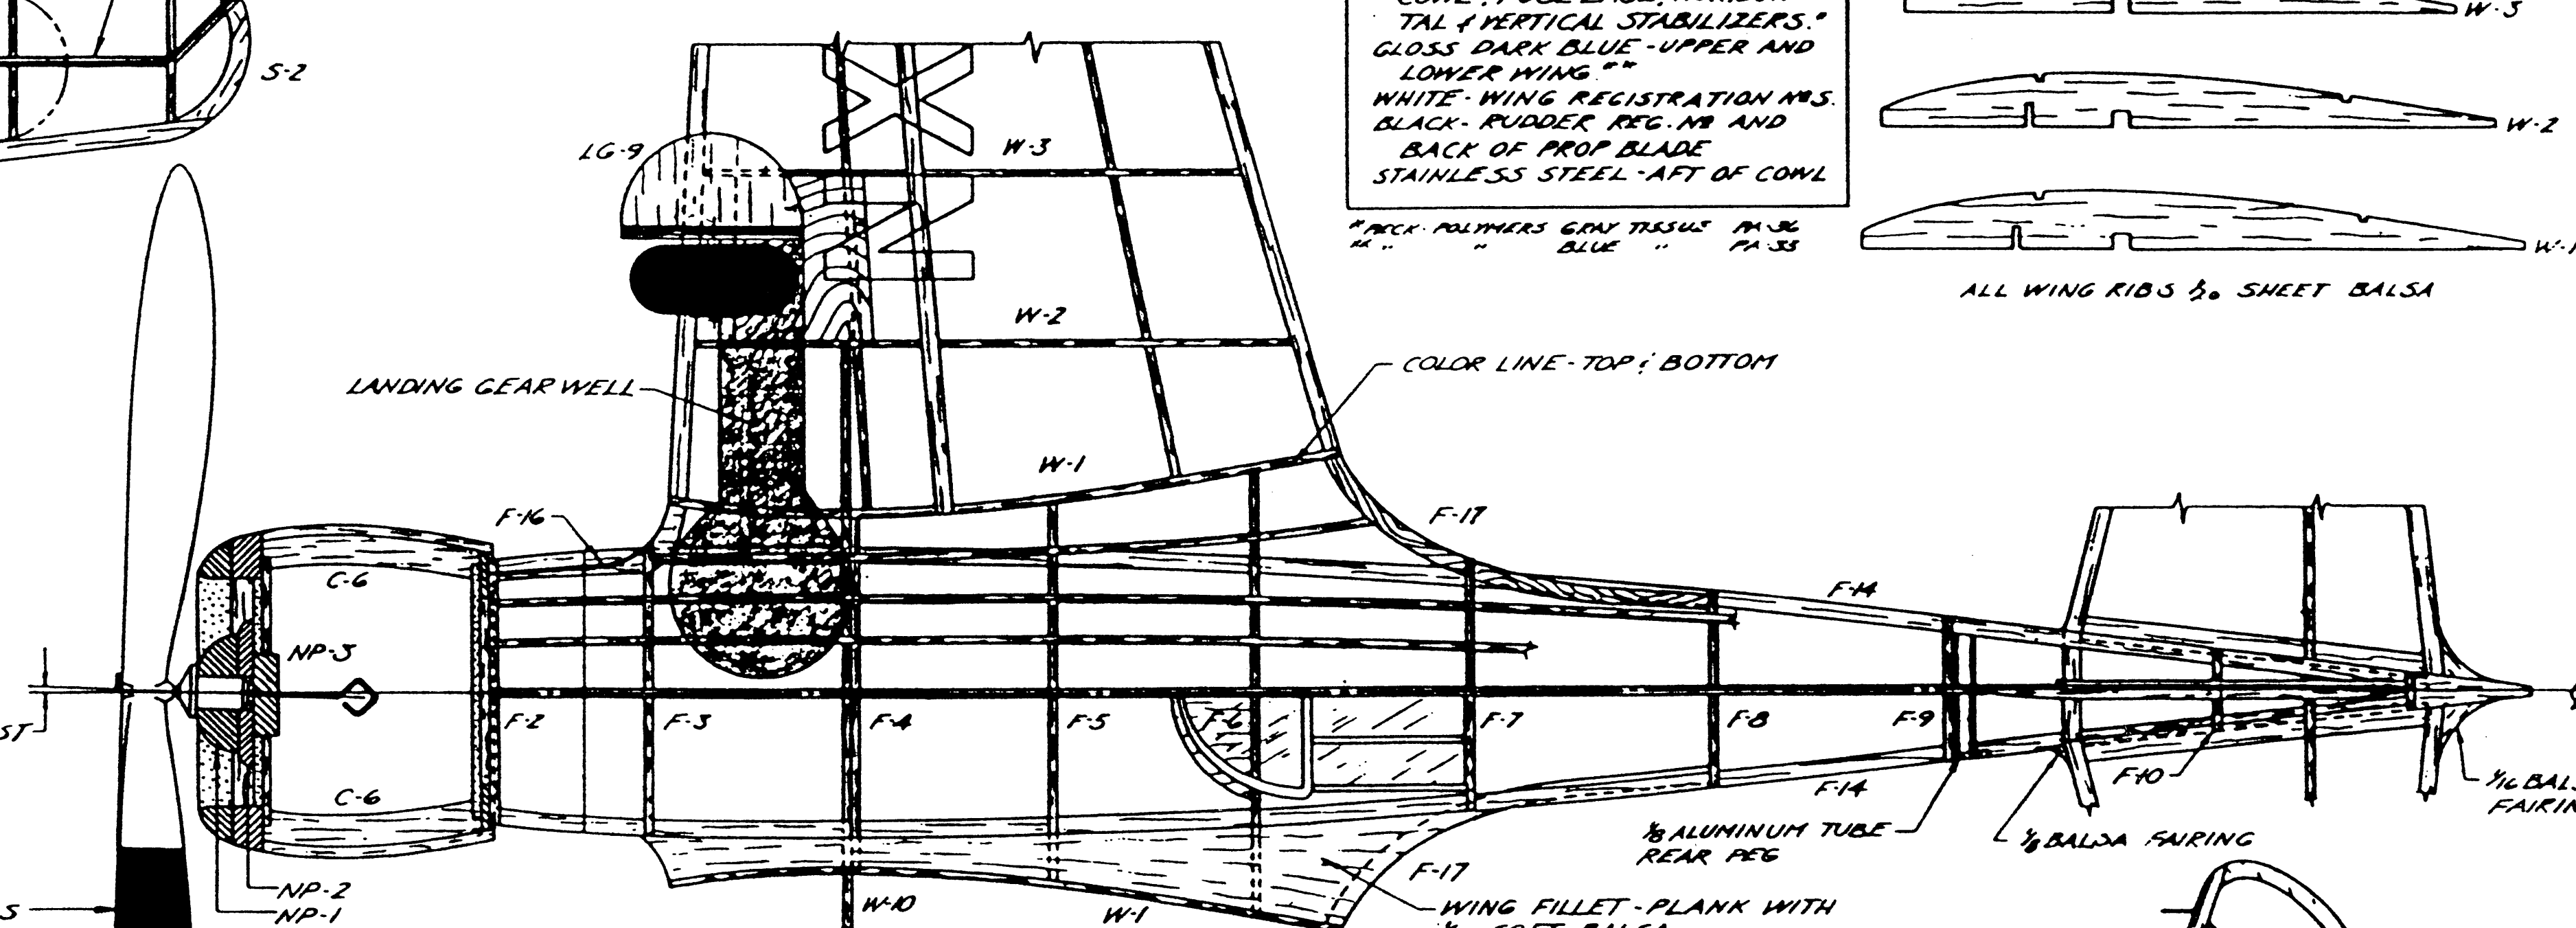 TAL & VERTICAL STABILIZERS.*
GLOSS DARK BLUE - UPPER AND
LOWER WING **
WHITE - WING REGISTRATION NOS.
BLACK - RUDDER REG. NO AND
BACK OF PROP BLADE
STAINLESS STEEL - AFT OF COWL
* PECK-POLYMERS GRAY TISSUE PA-36
** " " BLUE " PA-35
W-3
W-2
W-1
ALL WING RIBS 1/20 SHEET BALSA
S-2
LG-9
W-3
W-2
LANDING GEAR WELL
COLOR LINE - TOP & BOTTOM
W-1
F-16
F-17
C-6
F-14
NP-3
ST
F-2
F-3
F-4
F-5
F-6
F-7
F-8
F-9
F-10
C-6
F-14
1/8 ALUMINUM TUBE
REAR PEG
1/8 BALSA FAIRING
1/16
NP-2
NP-1
S
W-10
W-1
F-17
WING FILLET - PLANK WITH